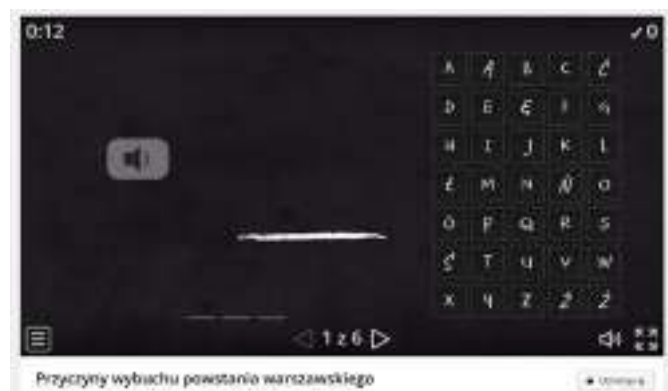 0:12 ✓ 0
A Ą B C Ć
D E Ę F G
H I J K L
Ł M N Ń O
Ó P Q R S
Ś T U V W
X Y Z Ź Ż
1 z 6
Przyczyny wybuchu powstania warszawskiego